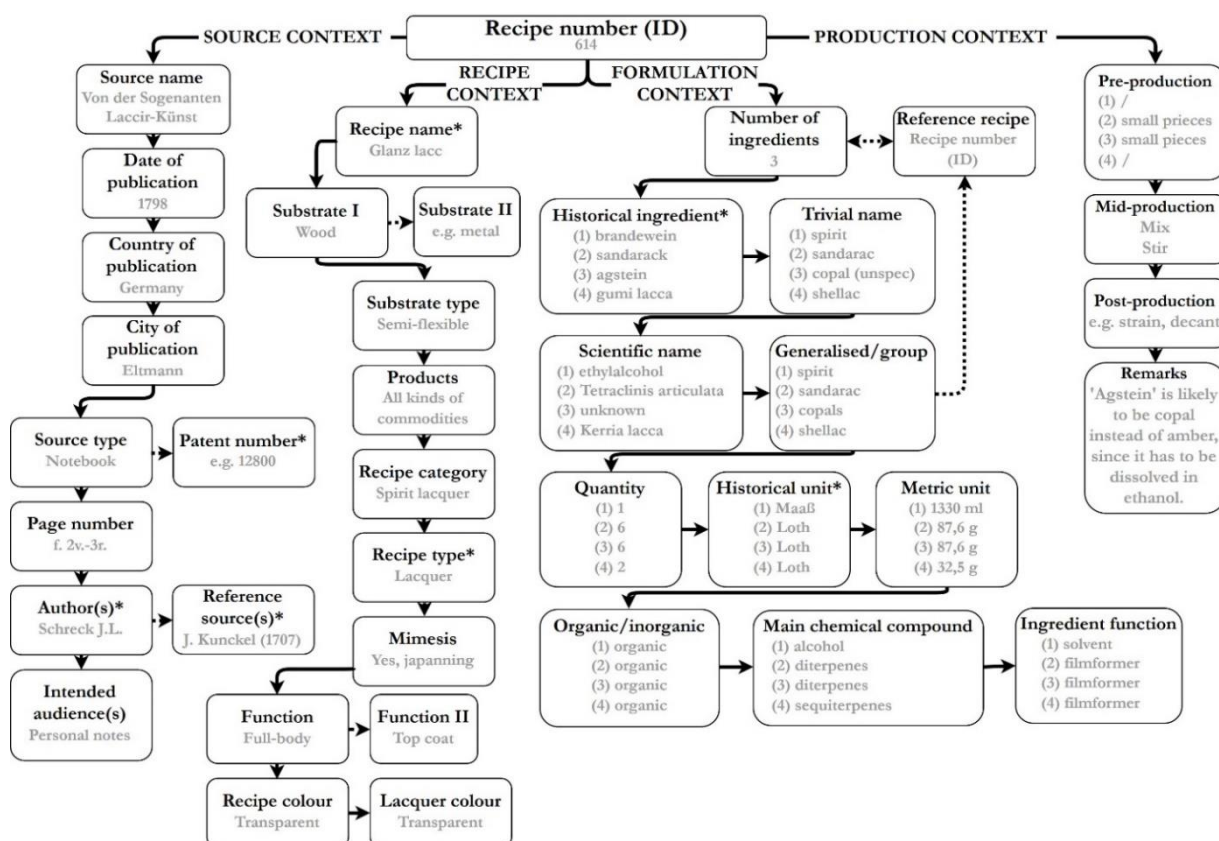 Recipe number (ID)
614
SOURCE CONTEXT
Source name
Von der Sogenanten
Laccir-Künst
Date of
publication
1798
Country of
publication
Germany
City of
publication
Eltmann
Source type
Notebook
Patent number*
e.g. 12800
Page number
f. 2v.-3r.
Author(s)*
Schreck J.L.
Reference
source(s)*
J. Kunckel (1707)
Intended
audience(s)
Personal notes
RECIPE
CONTEXT
Recipe name*
Glanz lacc
Substrate I
Wood
Substrate II
e.g. metal
Substrate type
Semi-flexible
Products
All kinds of
commodities
Recipe category
Spirit lacquer
Recipe type*
Lacquer
Mimesis
Yes, japanning
Function
Full-body
Function II
Top coat
Recipe colour
Transparent
Lacquer colour
Transparent
FORMULATION
CONTEXT
Number of
ingredients
3
Reference recipe
Recipe number
(ID)
Historical ingredient*
(1) brandewein
(2) sandarack
(3) agstein
(4) gumi lacca
Trivial name
(1) spirit
(2) sandarac
(3) copal (unspec)
(4) shellac
Scientific name
(1) ethylalcohol
(2) Tetraclinis articulata
(3) unknown
(4) Kerria lacca
Generalised/group
(1) spirit
(2) sandarac
(3) copals
(4) shellac
Quantity
(1) 1
(2) 6
(3) 6
(4) 2
Historical unit*
(1) Maaß
(2) Loth
(3) Loth
(4) Loth
Metric unit
(1) 1330 ml
(2) 87,6 g
(3) 87,6 g
(4) 32,5 g
Organic/inorganic
(1) organic
(2) organic
(3) organic
(4) organic
Main chemical compound
(1) alcohol
(2) diterpenes
(3) diterpenes
(4) sequiterpenes
Ingredient function
(1) solvent
(2) filmformer
(3) filmformer
(4) filmformer
PRODUCTION CONTEXT
Pre-production
(1) /
(2) small prieces
(3) small pieces
(4) /
Mid-production
Mix
Stir
Post-production
e.g. strain, decant
Remarks
'Agstein' is likely
to be copal
instead of amber,
since it has to be
dissolved in
ethanol.